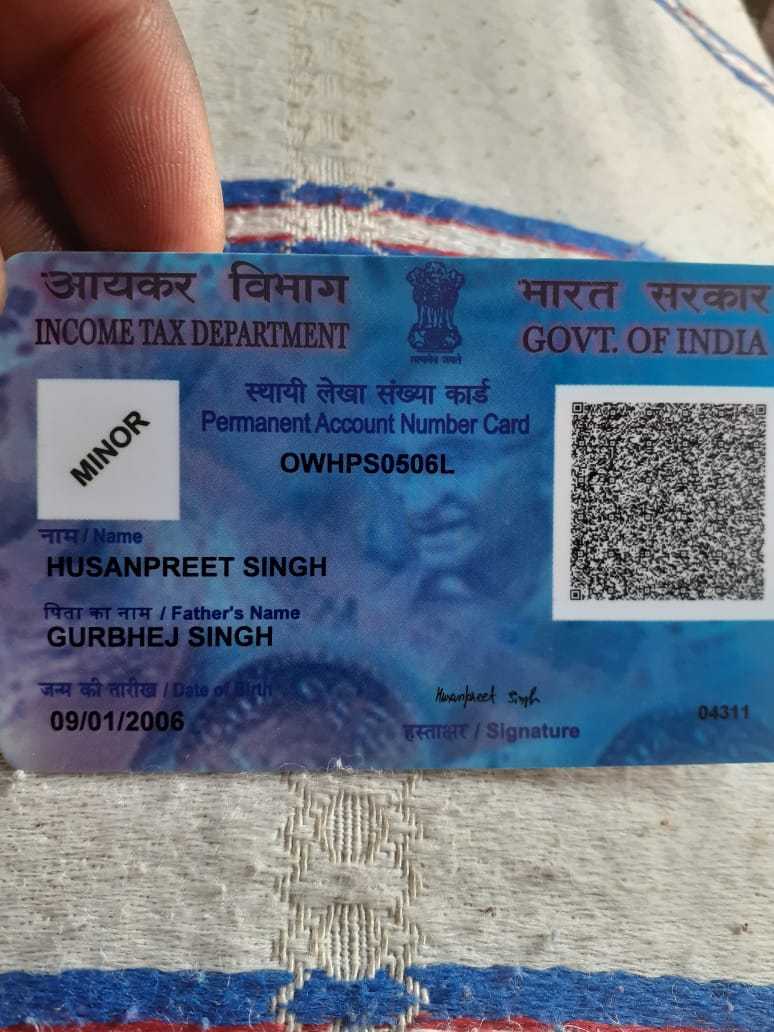 आयकर विभाग
INCOME TAX DEPARTMENT
सत्यमेव जयते
भारत सरकार
GOVT. OF INDIA
स्थायी लेखा संख्या कार्ड
Permanent Account Number Card
OWHPS0506L
MINOR
नाम / Name
HUSANPREET SINGH
पिता का नाम / Father's Name
GURBHEJ SINGH
जन्म की तारीख / Date of Birth
09/01/2006
Husanpreet Singh
हस्ताक्षर / Signature
04311